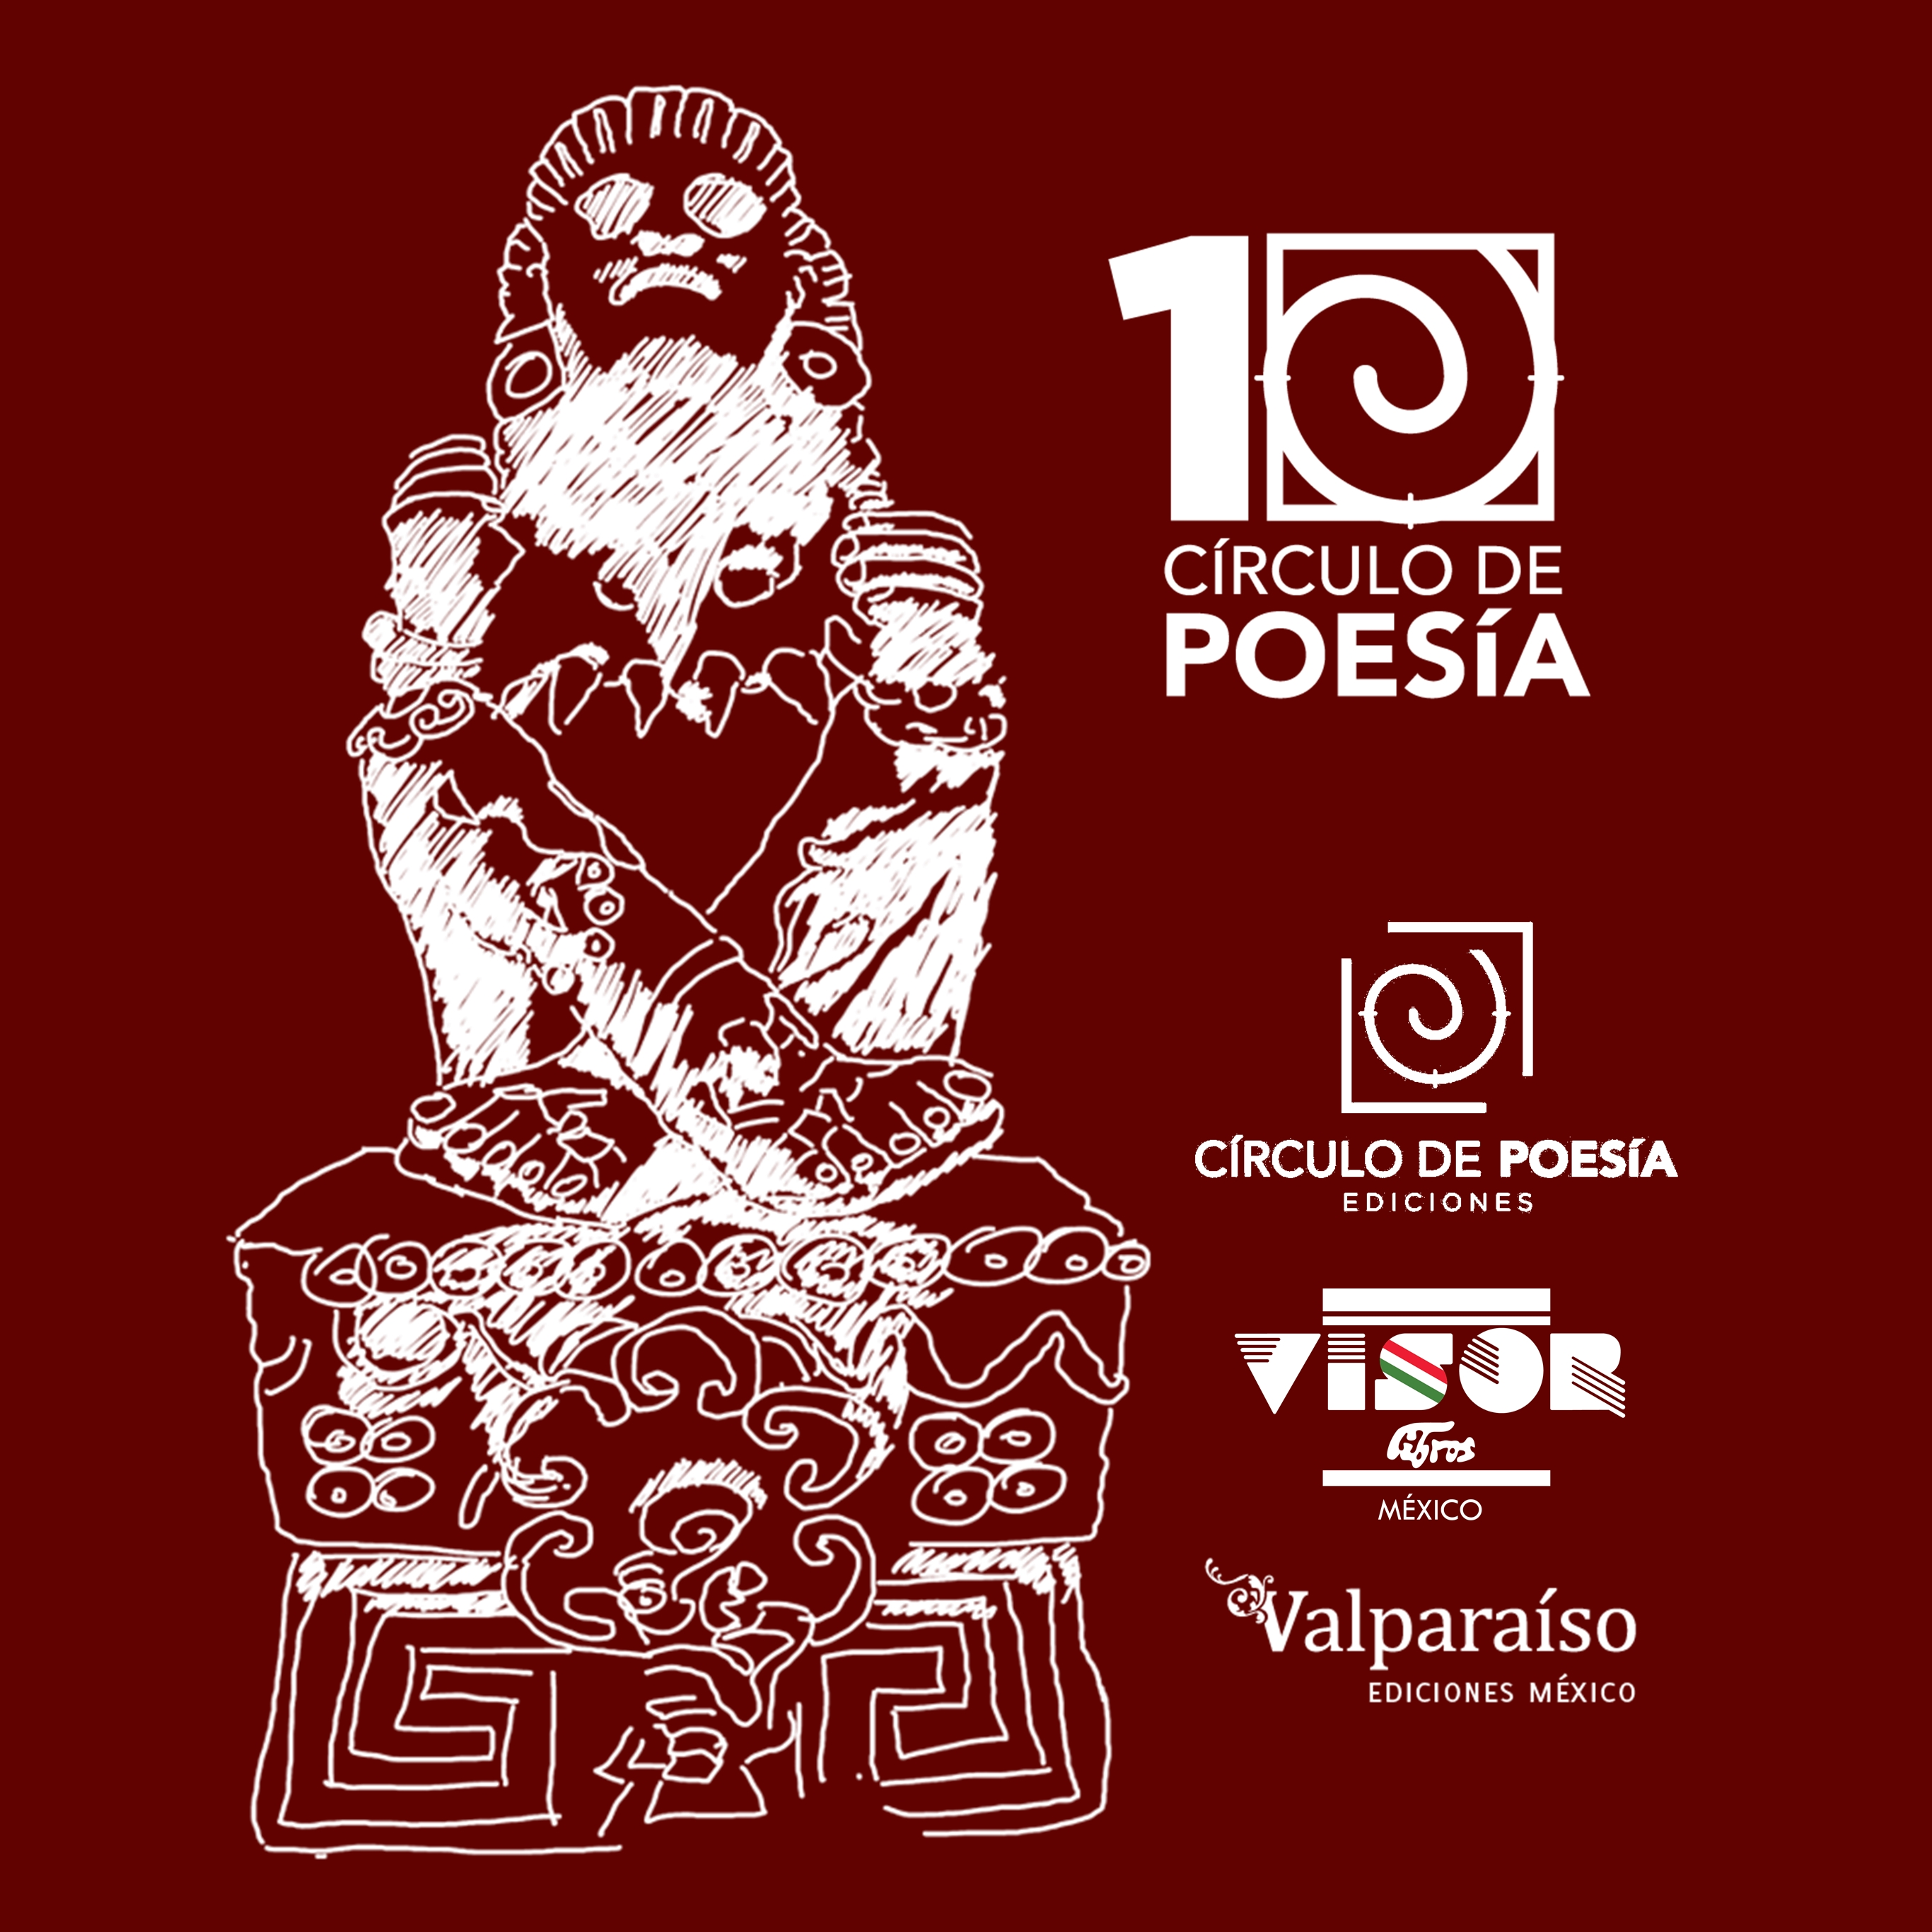 10
CÍRCULO DE
POESÍA
CÍRCULO DE POESÍA
EDICIONES
VISOR
libros
MÉXICO
Valparaíso
EDICIONES MÉXICO